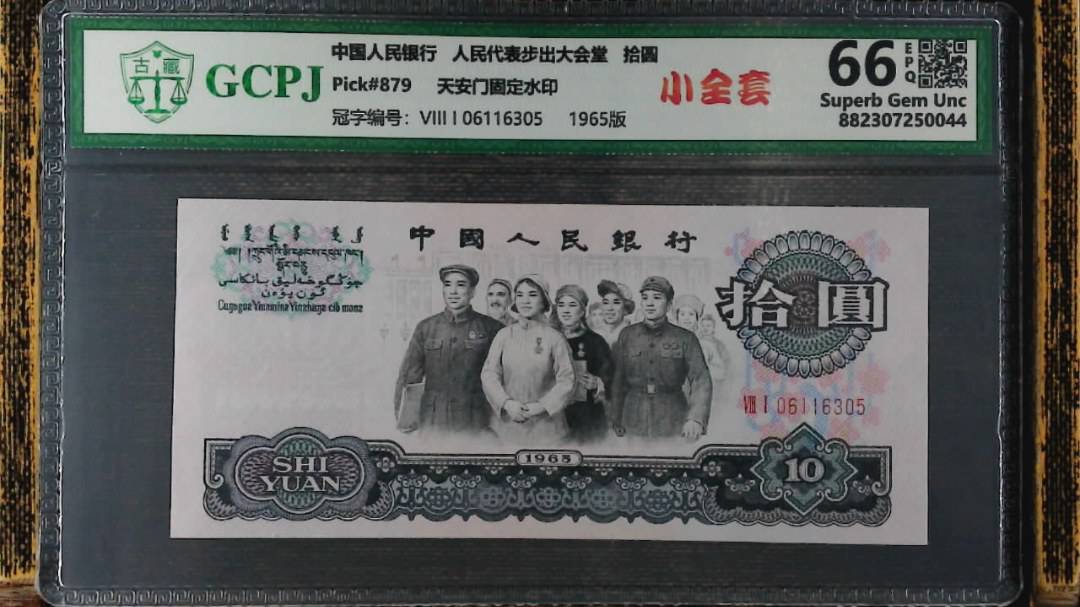 古 藏
GCPJ
中国人民银行 人民代表步出大会堂 拾圆
Pick#879 天安门固定水印
冠字编号: VIII I 06116305 1965版
小全套
66 EPQ
Superb Gem Unc
882307250044
中國人民銀行
拾圓
VIII I 06116305
1965
SHI
YUAN
10